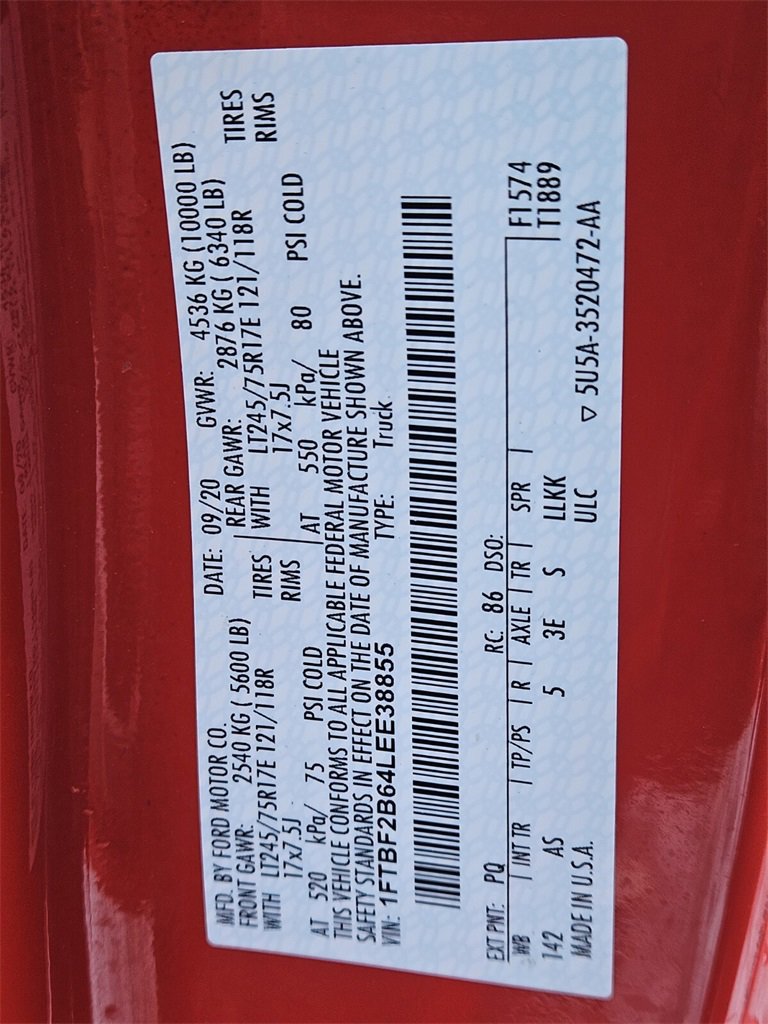 MFD. BY FORD MOTOR CO. DATE: 09/20 GVWR: 4536 KG (10000 LB)
FRONT GAWR: 2540 KG ( 5600 LB) REAR GAWR: 2876 KG ( 6340 LB)
WITH LT245/75R17E 121/118R TIRES WITH LT245/75R17E 121/118R TIRES
17x7.5J RIMS 17x7.5J RIMS
AT 520 kPa/ 75 PSI COLD AT 550 kPa/ 80 PSI COLD
THIS VEHICLE CONFORMS TO ALL APPLICABLE FEDERAL MOTOR VEHICLE
SAFETY STANDARDS IN EFFECT ON THE DATE OF MANUFACTURE SHOWN ABOVE.
VIN: 1FTBF2B64LEE38855 TYPE: Truck
EXT PNT: PQ RC: 86 DSO: F1574
WB INT TR TP/PS R AXLE TR SPR T1889
142 AS 5 3E S LLKK
MADE IN U.S.A. ULC ▽ 5U5A-3520472-AA